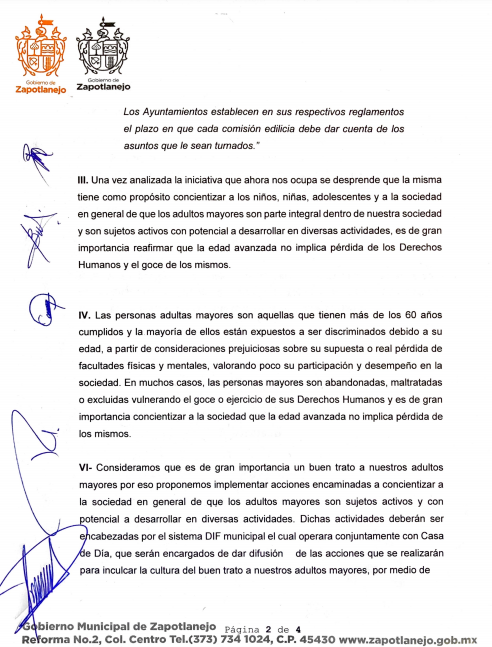 Gobierno de
Zapotlanejo
Gobierno de
Zapotlanejo
Los Ayuntamientos establecen en sus respectivos reglamentos
el plazo en que cada comisión edilicia debe dar cuenta de los
asuntos que le sean turnados."
III. Una vez analizada la iniciativa que ahora nos ocupa se desprende que la misma
tiene como propósito concientizar a los niños, niñas, adolescentes y a la sociedad
en general de que los adultos mayores son parte integral dentro de nuestra sociedad
y son sujetos activos con potencial a desarrollar en diversas actividades, es de gran
importancia reafirmar que la edad avanzada no implica pérdida de los Derechos
Humanos y el goce de los mismos.
IV. Las personas adultas mayores son aquellas que tienen más de los 60 años
cumplidos y la mayoría de ellos están expuestos a ser discriminados debido a su
edad, a partir de consideraciones prejuiciosas sobre su supuesta o real pérdida de
facultades físicas y mentales, valorando poco su participación y desempeño en la
sociedad. En muchos casos, las personas mayores son abandonadas, maltratadas
o excluidas vulnerando el goce o ejercicio de sus Derechos Humanos y es de gran
importancia concientizar a la sociedad que la edad avanzada no implica pérdida de
los mismos.
VI- Consideramos que es de gran importancia un buen trato a nuestros adultos
mayores por eso proponemos implementar acciones encaminadas a concientizar a
la sociedad en general de que los adultos mayores son sujetos activos y con
potencial a desarrollar en diversas actividades. Dichas actividades deberán ser
encabezadas por el sistema DIF municipal el cual operara conjuntamente con Casa
de Día, que serán encargados de dar difusión de las acciones que se realizarán
para inculcar la cultura del buen trato a nuestros adultos mayores, por medio de
Gobierno Municipal de Zapotlanejo Página 2 de 4
Reforma No.2, Col. Centro Tel.(373) 734 1024, C.P. 45430 www.zapotlanejo.gob.mx